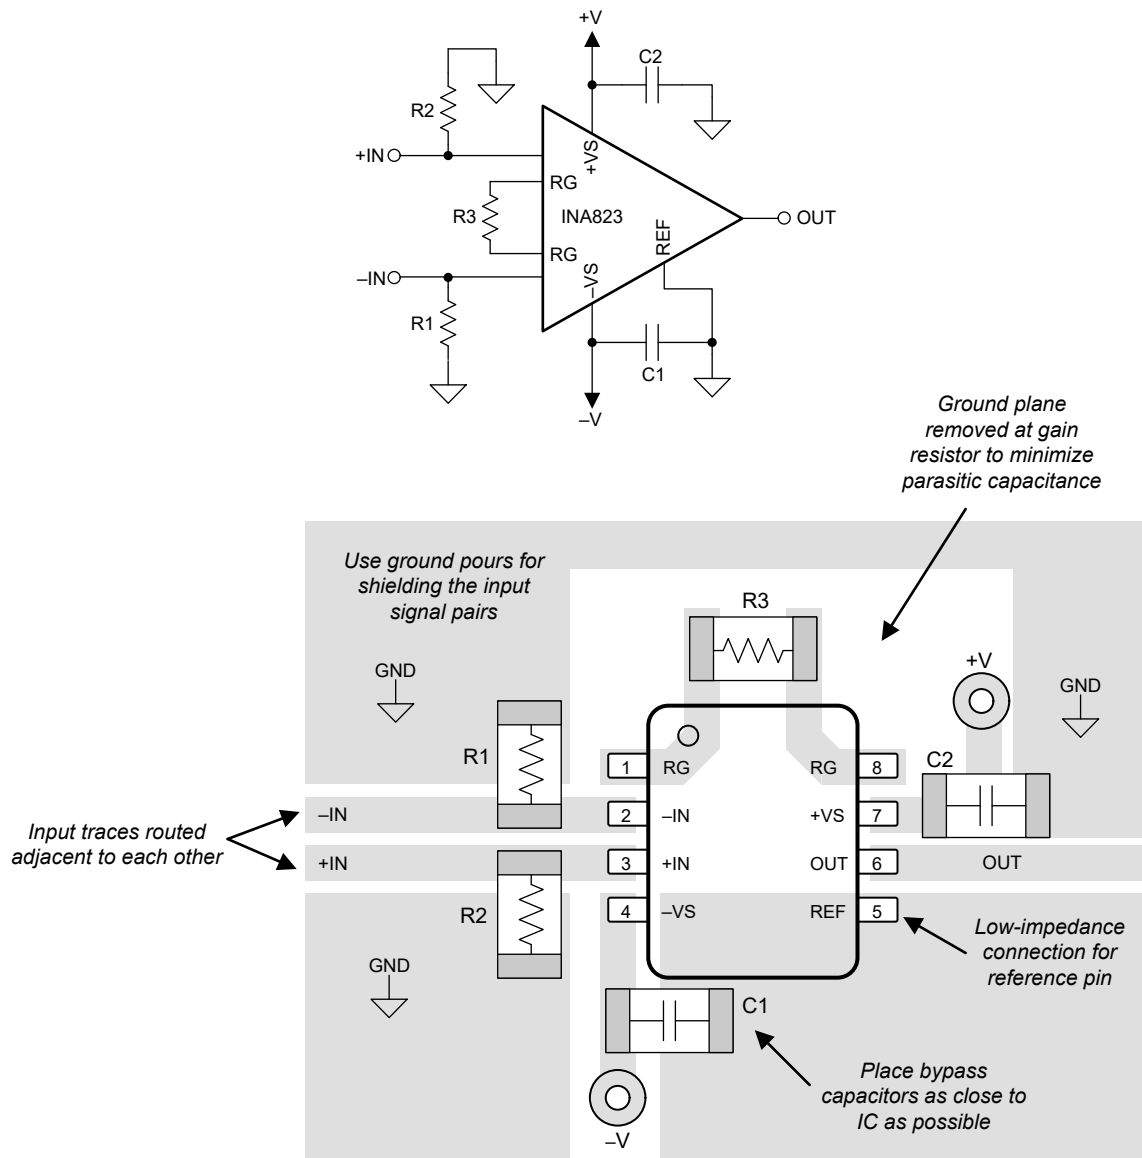 +V
C2
R2
+IN
+VS
RG
R3
INA823
OUT
REF
RG
–VS
–IN
R1
C1
–V
Ground plane
removed at gain
resistor to minimize
parasitic capacitance
Use ground pours for
shielding the input
signal pairs
R3
GND
+V
GND
R1
C2
1
RG
RG
8
–IN
2
–IN
+VS
7
Input traces routed
adjacent to each other
+IN
3
+IN
OUT
6
OUT
R2
4
–VS
REF
5
Low-impedance
connection for
reference pin
GND
C1
Place bypass
capacitors as close to
IC as possible
–V